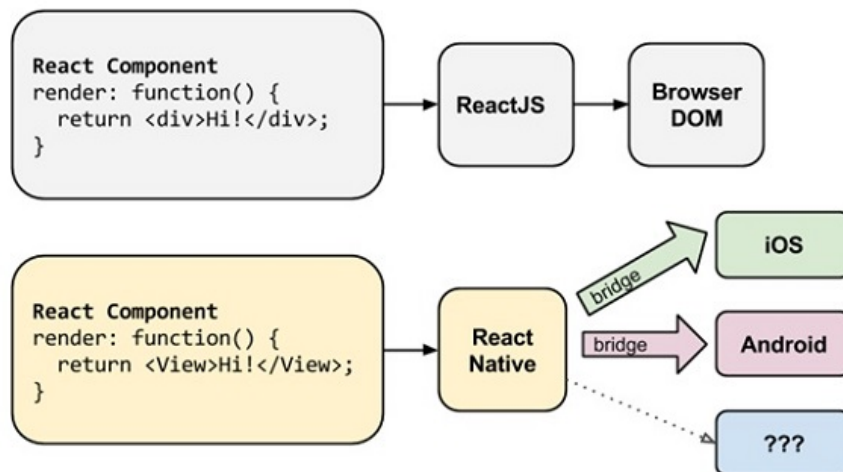 React Component
render: function() {
  return <div>Hi!</div>;
}
ReactJS
Browser
DOM
React Component
render: function() {
  return <View>Hi!</View>;
}
React
Native
bridge
iOS
bridge
Android
???